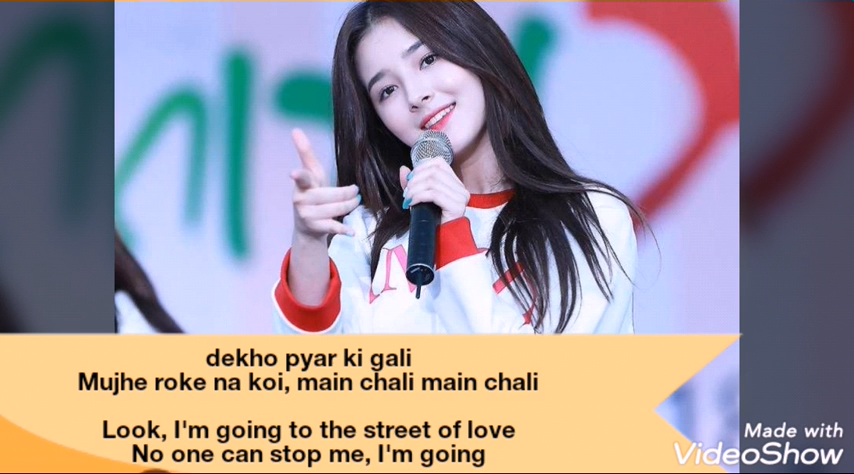 dekho pyar ki gali
Mujhe roke na koi, main chali main chali
Look, I'm going to the street of love
No one can stop me, I'm going
Made with
VideoShow